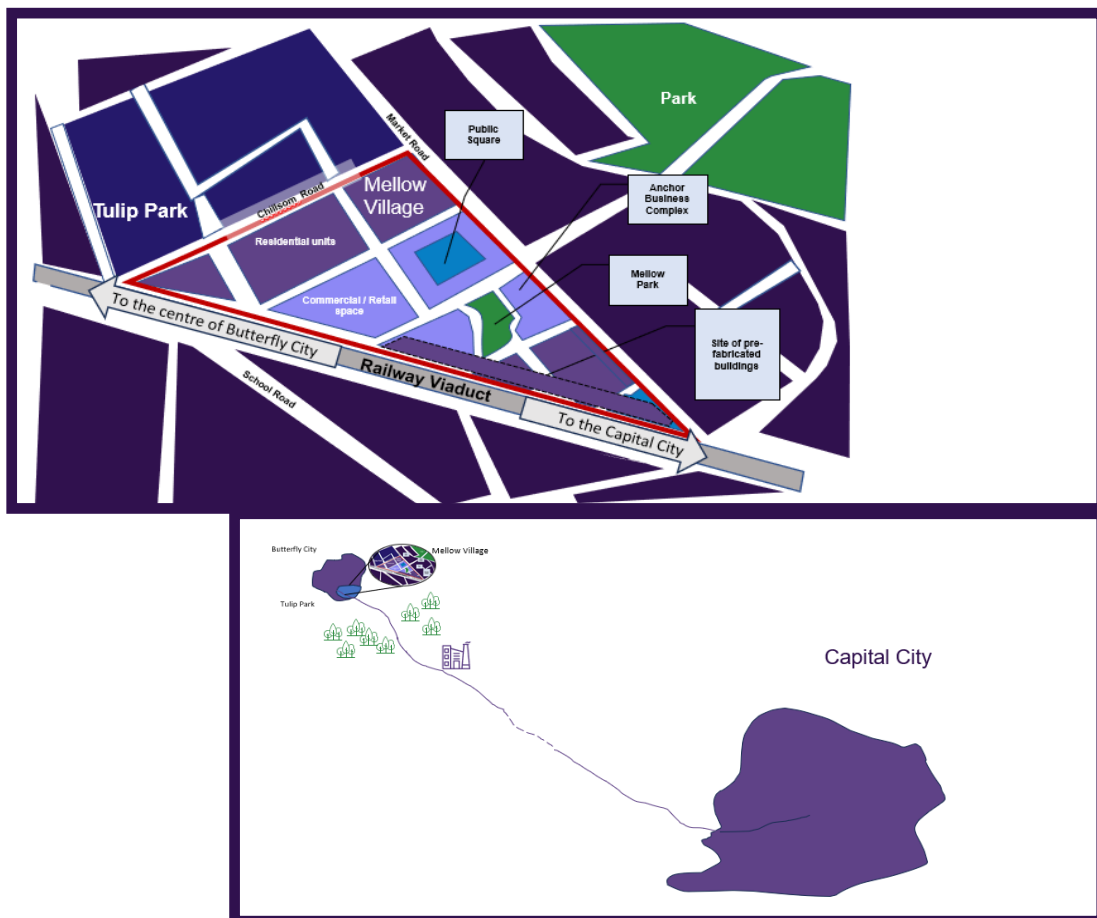 Park
Market Road
Public
Square
Anchor
Business
Complex
Mellow
Village
Tulip Park
Chillsom Road
Residential units
Mellow
Park
Commercial / Retail
space
Site of pre-
fabricated
buildings
To the centre of Butterfly City
Railway Viaduct
School Road
To the Capital City
Butterfly City
Mellow Village
Tulip Park
Capital City